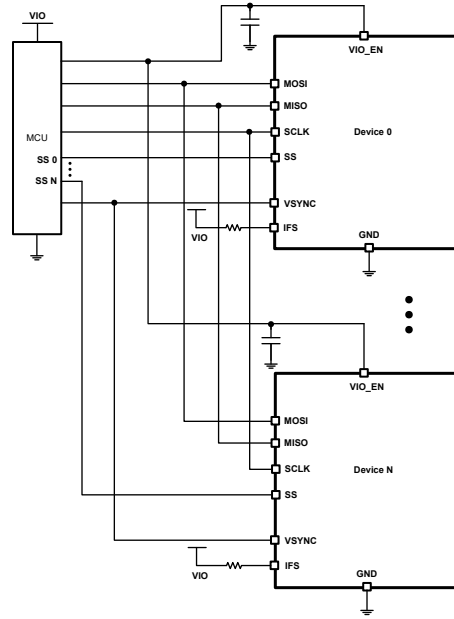 VIO
VIO_EN
MOSI
MISO
MCU
SCLK
Device 0
SS 0
SS
SS N
VSYNC
VIO
IFS
GND
VIO_EN
MOSI
MISO
SCLK
Device N
SS
VSYNC
VIO
IFS
GND